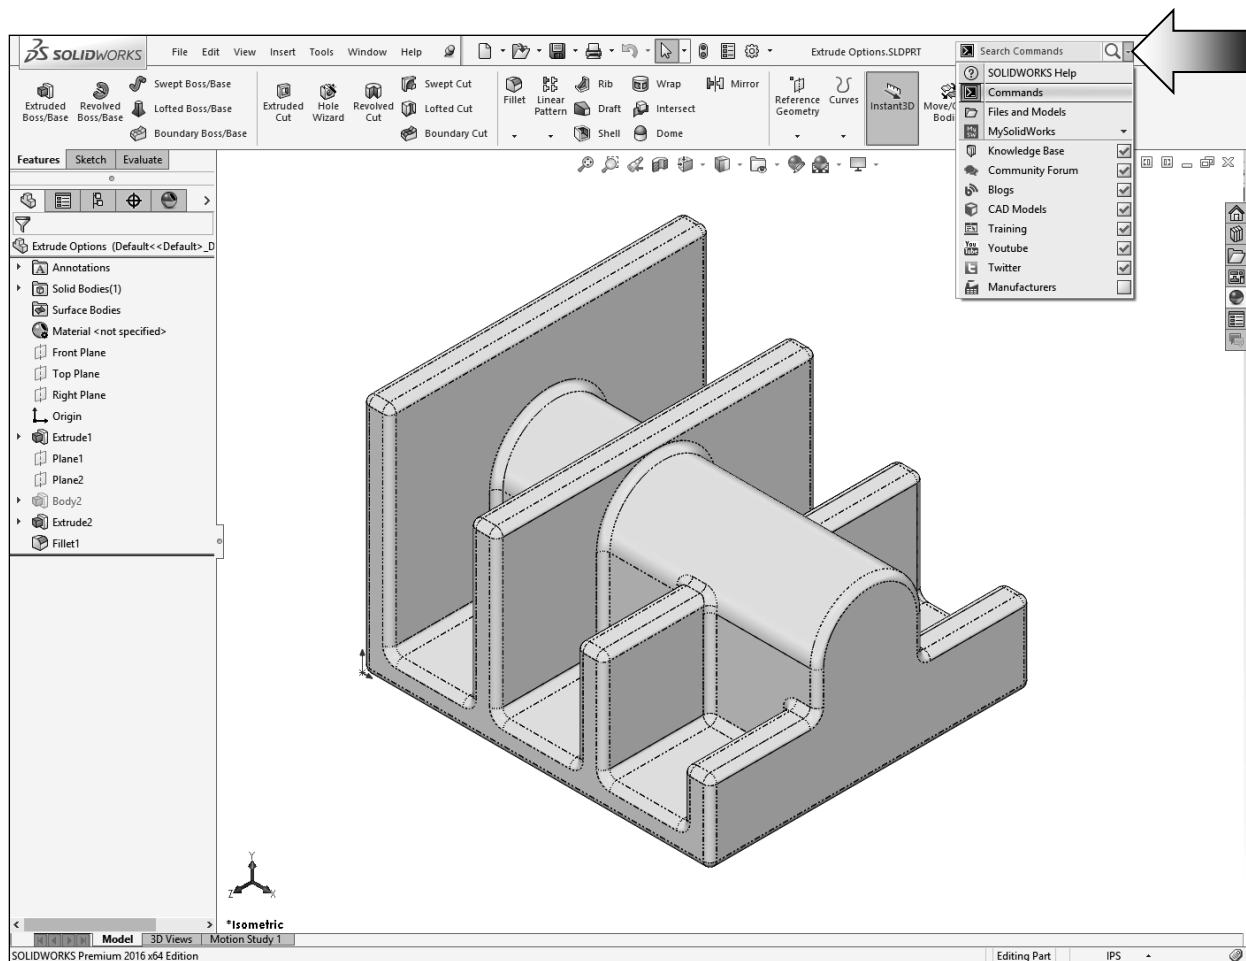 SOLIDWORKS File Edit View Insert Tools Window Help Extrude Options.SLDPRT Search Commands
SOLIDWORKS Help
Commands
Files and Models
MySolidWorks
Knowledge Base
Community Forum
Blogs
CAD Models
Training
Youtube
Twitter
Manufacturers
Extruded Boss/Base
Revolved Boss/Base
Swept Boss/Base
Lofted Boss/Base
Boundary Boss/Base
Extruded Cut
Hole Wizard
Revolved Cut
Swept Cut
Lofted Cut
Boundary Cut
Fillet
Linear Pattern
Rib
Draft
Shell
Wrap
Intersect
Dome
Mirror
Reference Geometry
Curves
Instant3D
Features Sketch Evaluate
Extrude Options (Default<<Default>_D
Annotations
Solid Bodies(1)
Surface Bodies
Material <not specified>
Front Plane
Top Plane
Right Plane
Origin
Extrude1
Plane1
Plane2
Body2
Extrude2
Fillet1
Y
Z X
*Isometric
Model 3D Views Motion Study 1
SOLIDWORKS Premium 2016 x64 Edition Editing Part IPS